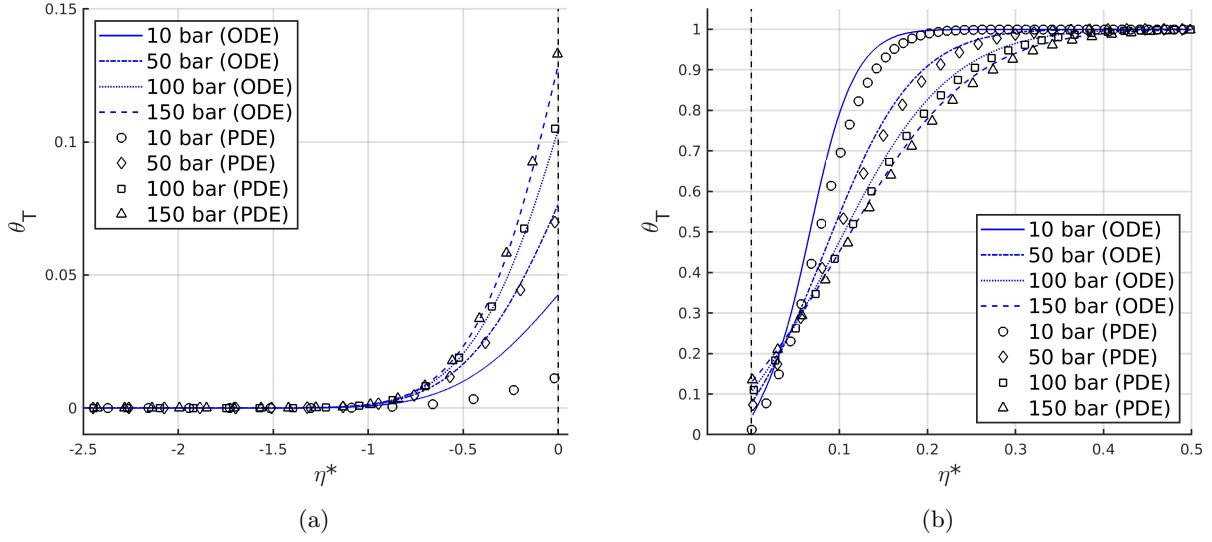 0.15
0.1
0.05
0
θT
10 bar (ODE)
50 bar (ODE)
100 bar (ODE)
150 bar (ODE)
10 bar (PDE)
50 bar (PDE)
100 bar (PDE)
150 bar (PDE)
-2.5 -2 -1.5 -1 -0.5 0
η*
(a)
1
0.9
0.8
0.7
0.6
0.5
0.4
0.3
0.2
0.1
0
θT
10 bar (ODE)
50 bar (ODE)
100 bar (ODE)
150 bar (ODE)
10 bar (PDE)
50 bar (PDE)
100 bar (PDE)
150 bar (PDE)
0 0.1 0.2 0.3 0.4 0.5
η*
(b)